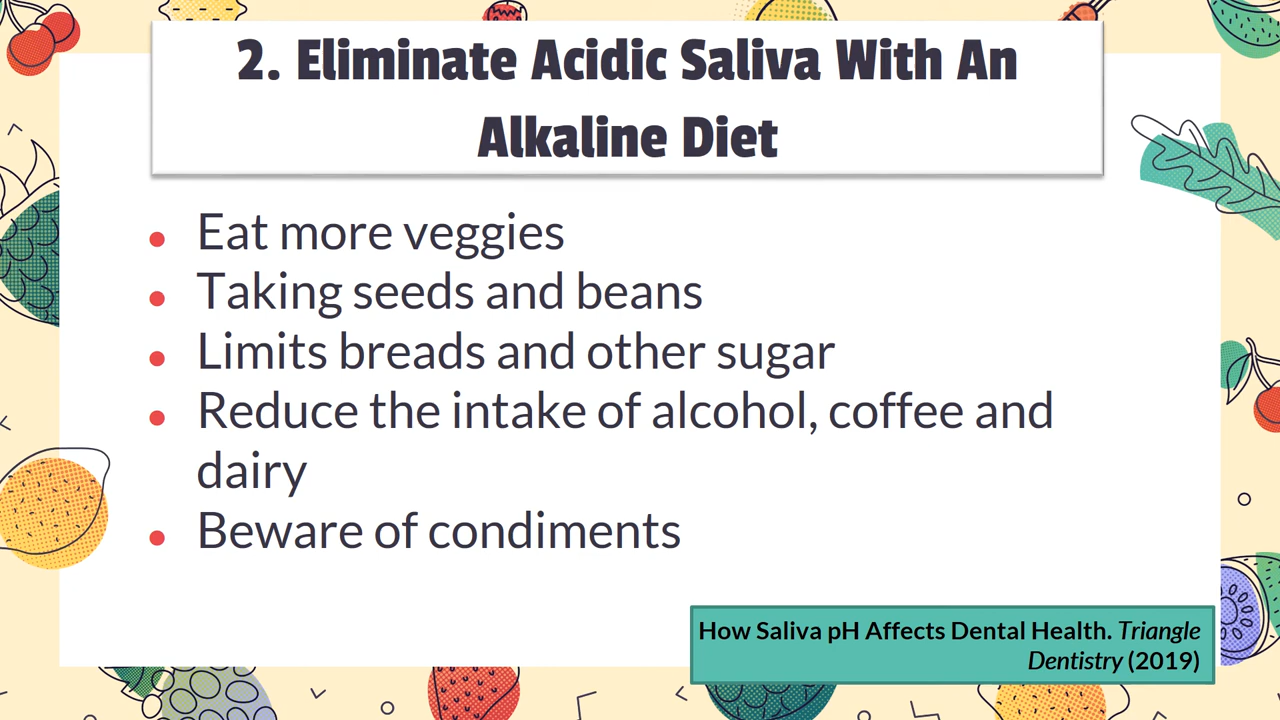 2. Eliminate Acidic Saliva With An
Alkaline Diet
• Eat more veggies
• Taking seeds and beans
• Limits breads and other sugar
• Reduce the intake of alcohol, coffee and
dairy
• Beware of condiments
How Saliva pH Affects Dental Health. Triangle
Dentistry (2019)